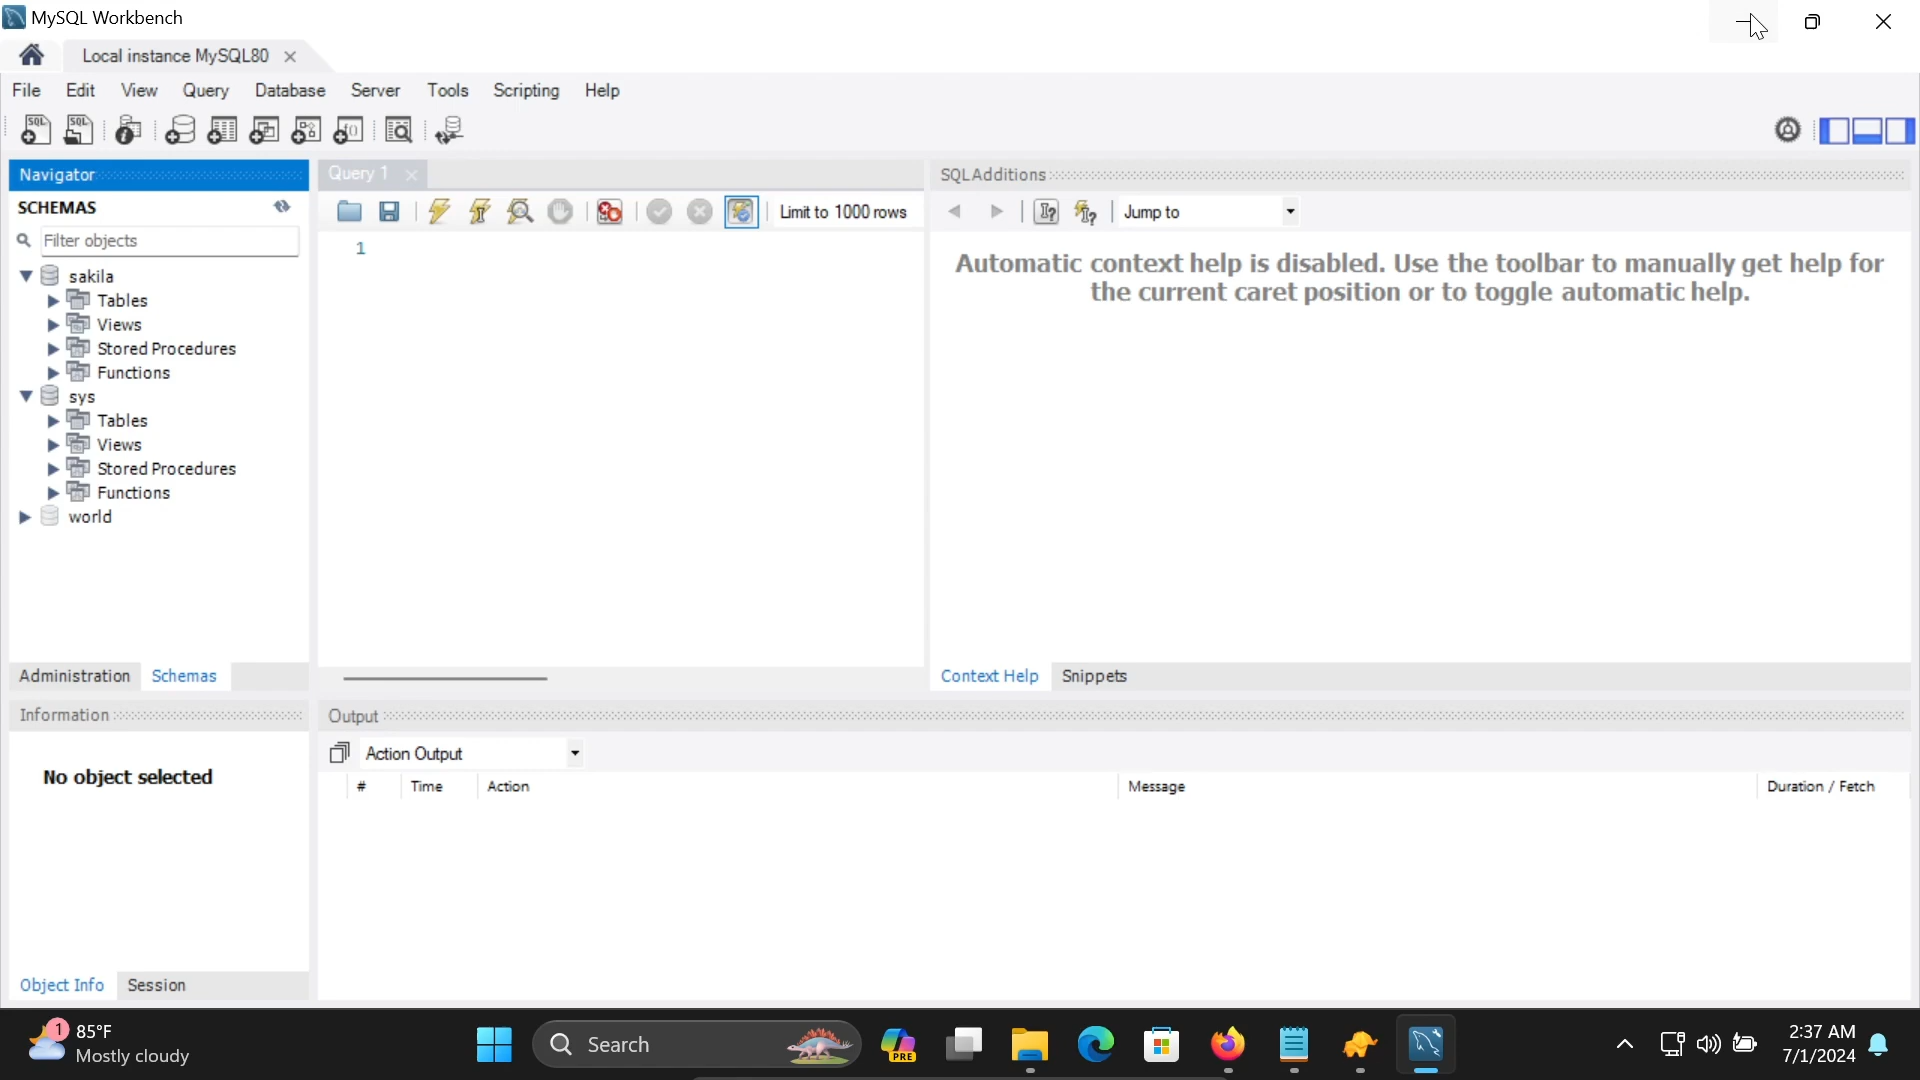 MySQL Workbench
Local instance MySQL80
File Edit View Query Database Server Tools Scripting Help
SQL SQL
Navigator
SCHEMAS
Filter objects
sakila
Tables
Views
Stored Procedures
Functions
sys
Tables
Views
Stored Procedures
Functions
world
Administration Schemas
Query 1
Limit to 1000 rows
1
SQLAdditions
Jump to
Automatic context help is disabled. Use the toolbar to manually get help for
the current caret position or to toggle automatic help.
Context Help Snippets
Information
No object selected
Object Info Session
Output
Action Output
# Time Action Message Duration / Fetch
1
85°F
Mostly cloudy
Search
PRE
2:37 AM
7/1/2024